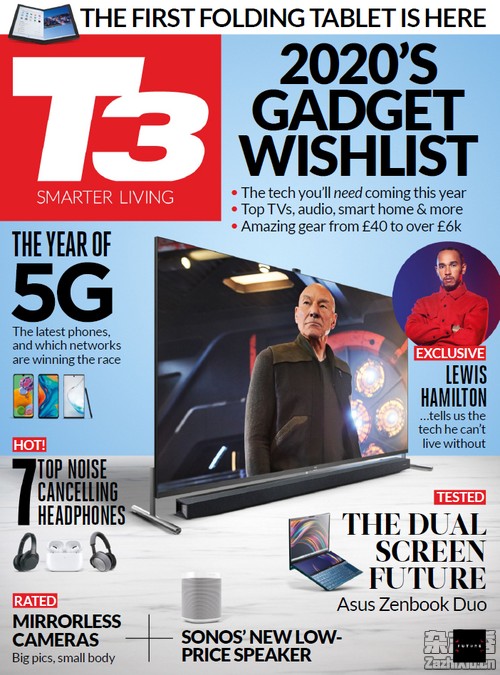 THE FIRST FOLDING TABLET IS HERE
T3
SMARTER LIVING
2020'S
GADGET
WISHLIST
• The tech you'll need coming this year
• Top TVs, audio, smart home & more
• Amazing gear from £40 to over £6k
THE YEAR OF
5G
The latest phones,
and which networks
are winning the race
EXCLUSIVE
LEWIS
HAMILTON
...tells us the
tech he can't
live without
HOT!
7 TOP NOISE
CANCELLING
HEADPHONES
TESTED
THE DUAL
SCREEN
FUTURE
Asus Zenbook Duo
RATED
MIRRORLESS
CAMERAS
Big pics, small body
SONOS' NEW LOW-
PRICE SPEAKER
FUTURE